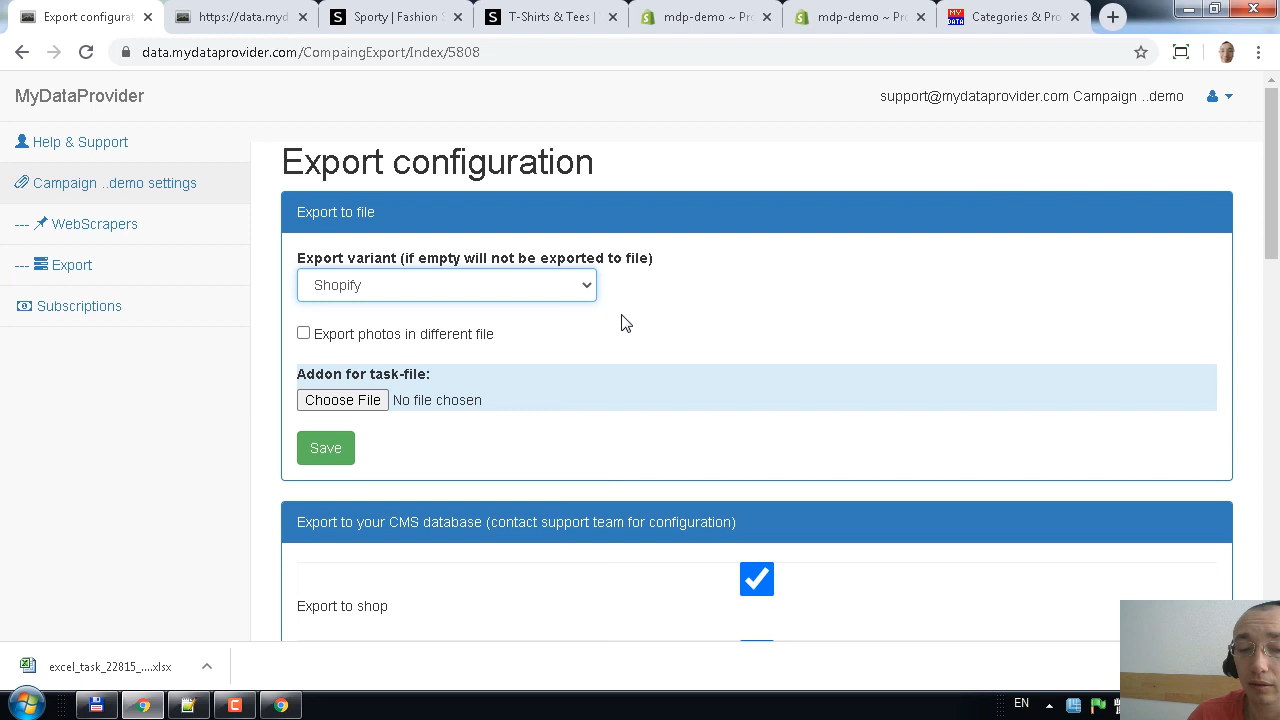 Export configurat
https://data.myd
Sporty | Fashion
T-Shirts & Tees |
mdp-demo ~ Pr
mdp-demo ~ Pr
Categories & Pro
data.mydataprovider.com/CompaingExport/Index/5808
MyDataProvider
support@mydataprovider.com Campaign ..demo
Help & Support
Campaign ..demo settings
--- WebScrapers
--- Export
Subscriptions
Export configuration
Export to file
Export variant (if empty will not be exported to file)
Shopify
Export photos in different file
Addon for task-file:
Choose File No file chosen
Save
Export to your CMS database (contact support team for configuration)
Export to shop
excel_task_22815_....xlsx
EN